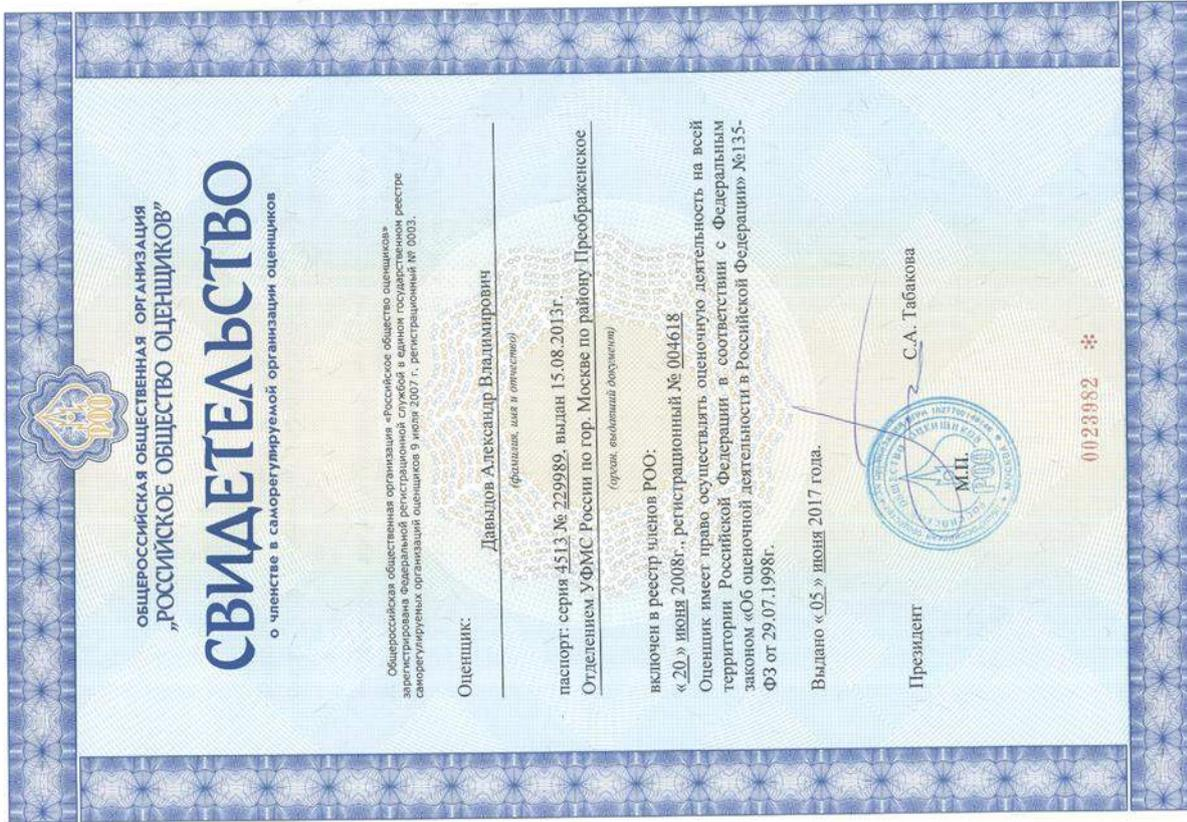 РОО
ОБЩЕРОССИЙСКАЯ ОБЩЕСТВЕННАЯ ОРГАНИЗАЦИЯ
„РОССИЙСКОЕ ОБЩЕСТВО ОЦЕНЩИКОВ”
СВИДЕТЕЛЬСТВО
о членстве в саморегулируемой организации оценщиков
Общероссийская общественная организация «Российское общество оценщиков»
зарегистрирована Федеральной регистрационной службой в едином государственном реестре
саморегулируемых организаций оценщиков 9 июля 2007 г. регистрационный № 0003.
Оценщик:
Давыдов Александр Владимирович
(фамилия, имя и отчество)
паспорт: серия 4513 № 229989, выдан 15.08.2013г.
Отделением УФМС России по гор. Москве по району Преображенское
(орган, выдавший документ)
включен в реестр членов РОО:
« 20 » июня 2008г., регистрационный № 004618
Оценщик имеет право осуществлять оценочную деятельность на всей
территории Российской Федерации в соответствии с Федеральным
законом «Об оценочной деятельности в Российской Федерации» №135-
ФЗ от 29.07.1998г.
Выдано « 05 » июня 2017 года.
Президент
М.П.
РОО
С.А. Табакова
0023982 *